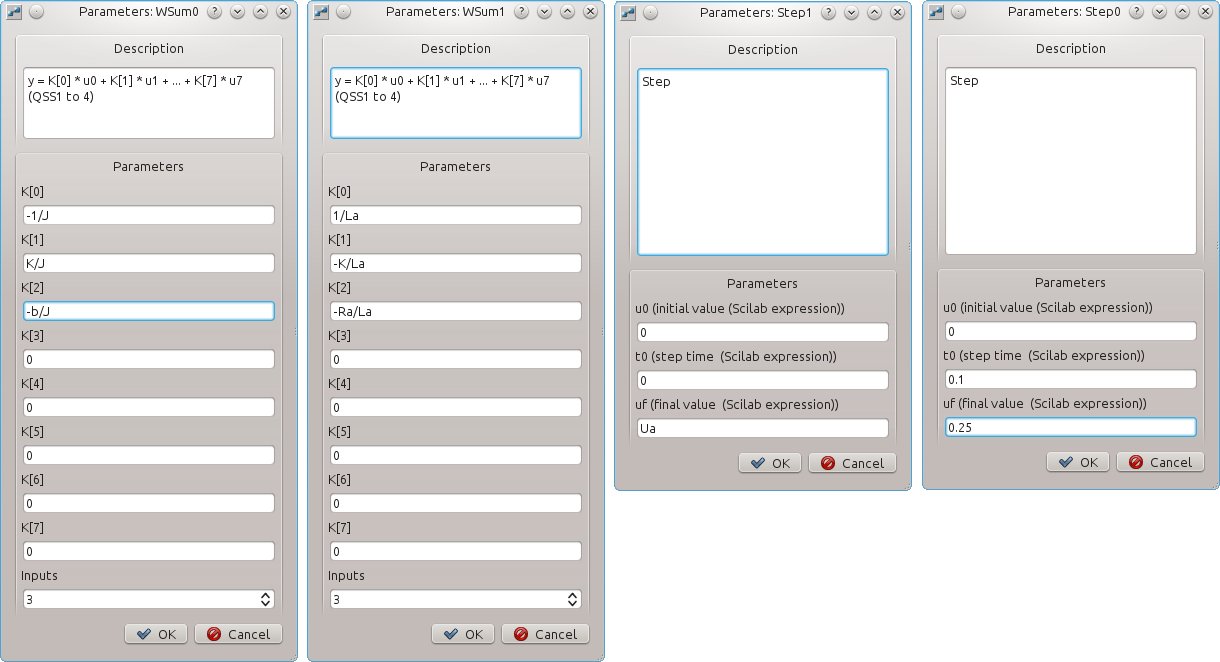 Parameters: WSum0
Description
y = K[0] * u0 + K[1] * u1 + ... + K[7] * u7
(QSS1 to 4)
Parameters
K[0]
-1/J
K[1]
K/J
K[2]
-b/J
K[3]
0
K[4]
0
K[5]
0
K[6]
0
K[7]
0
Inputs
3
OK
Cancel
Parameters: WSum1
Description
y = K[0] * u0 + K[1] * u1 + ... + K[7] * u7
(QSS1 to 4)
Parameters
K[0]
1/La
K[1]
-K/La
K[2]
-Ra/La
K[3]
0
K[4]
0
K[5]
0
K[6]
0
K[7]
0
Inputs
3
OK
Cancel
Parameters: Step1
Description
Step
Parameters
u0 (initial value (Scilab expression))
0
t0 (step time (Scilab expression))
0
uf (final value (Scilab expression))
Ua
OK
Cancel
Parameters: Step0
Description
Step
Parameters
u0 (initial value (Scilab expression))
0
t0 (step time (Scilab expression))
0.1
uf (final value (Scilab expression))
0.25
OK
Cancel